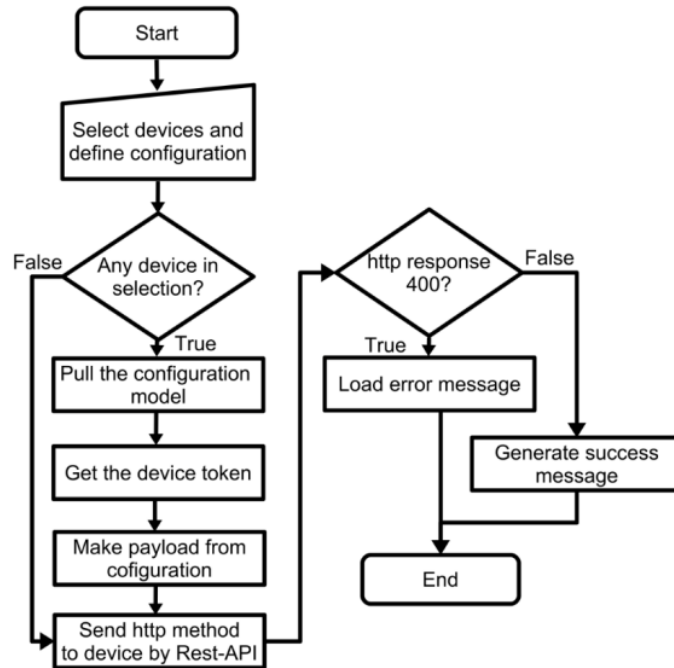 Start
Select devices and
define configuration
False
Any device in
selection?
True
Pull the configuration
model
Get the device token
Make payload from
cofiguration
Send http method
to device by Rest-API
http response
400?
False
True
Load error message
Generate success
message
End